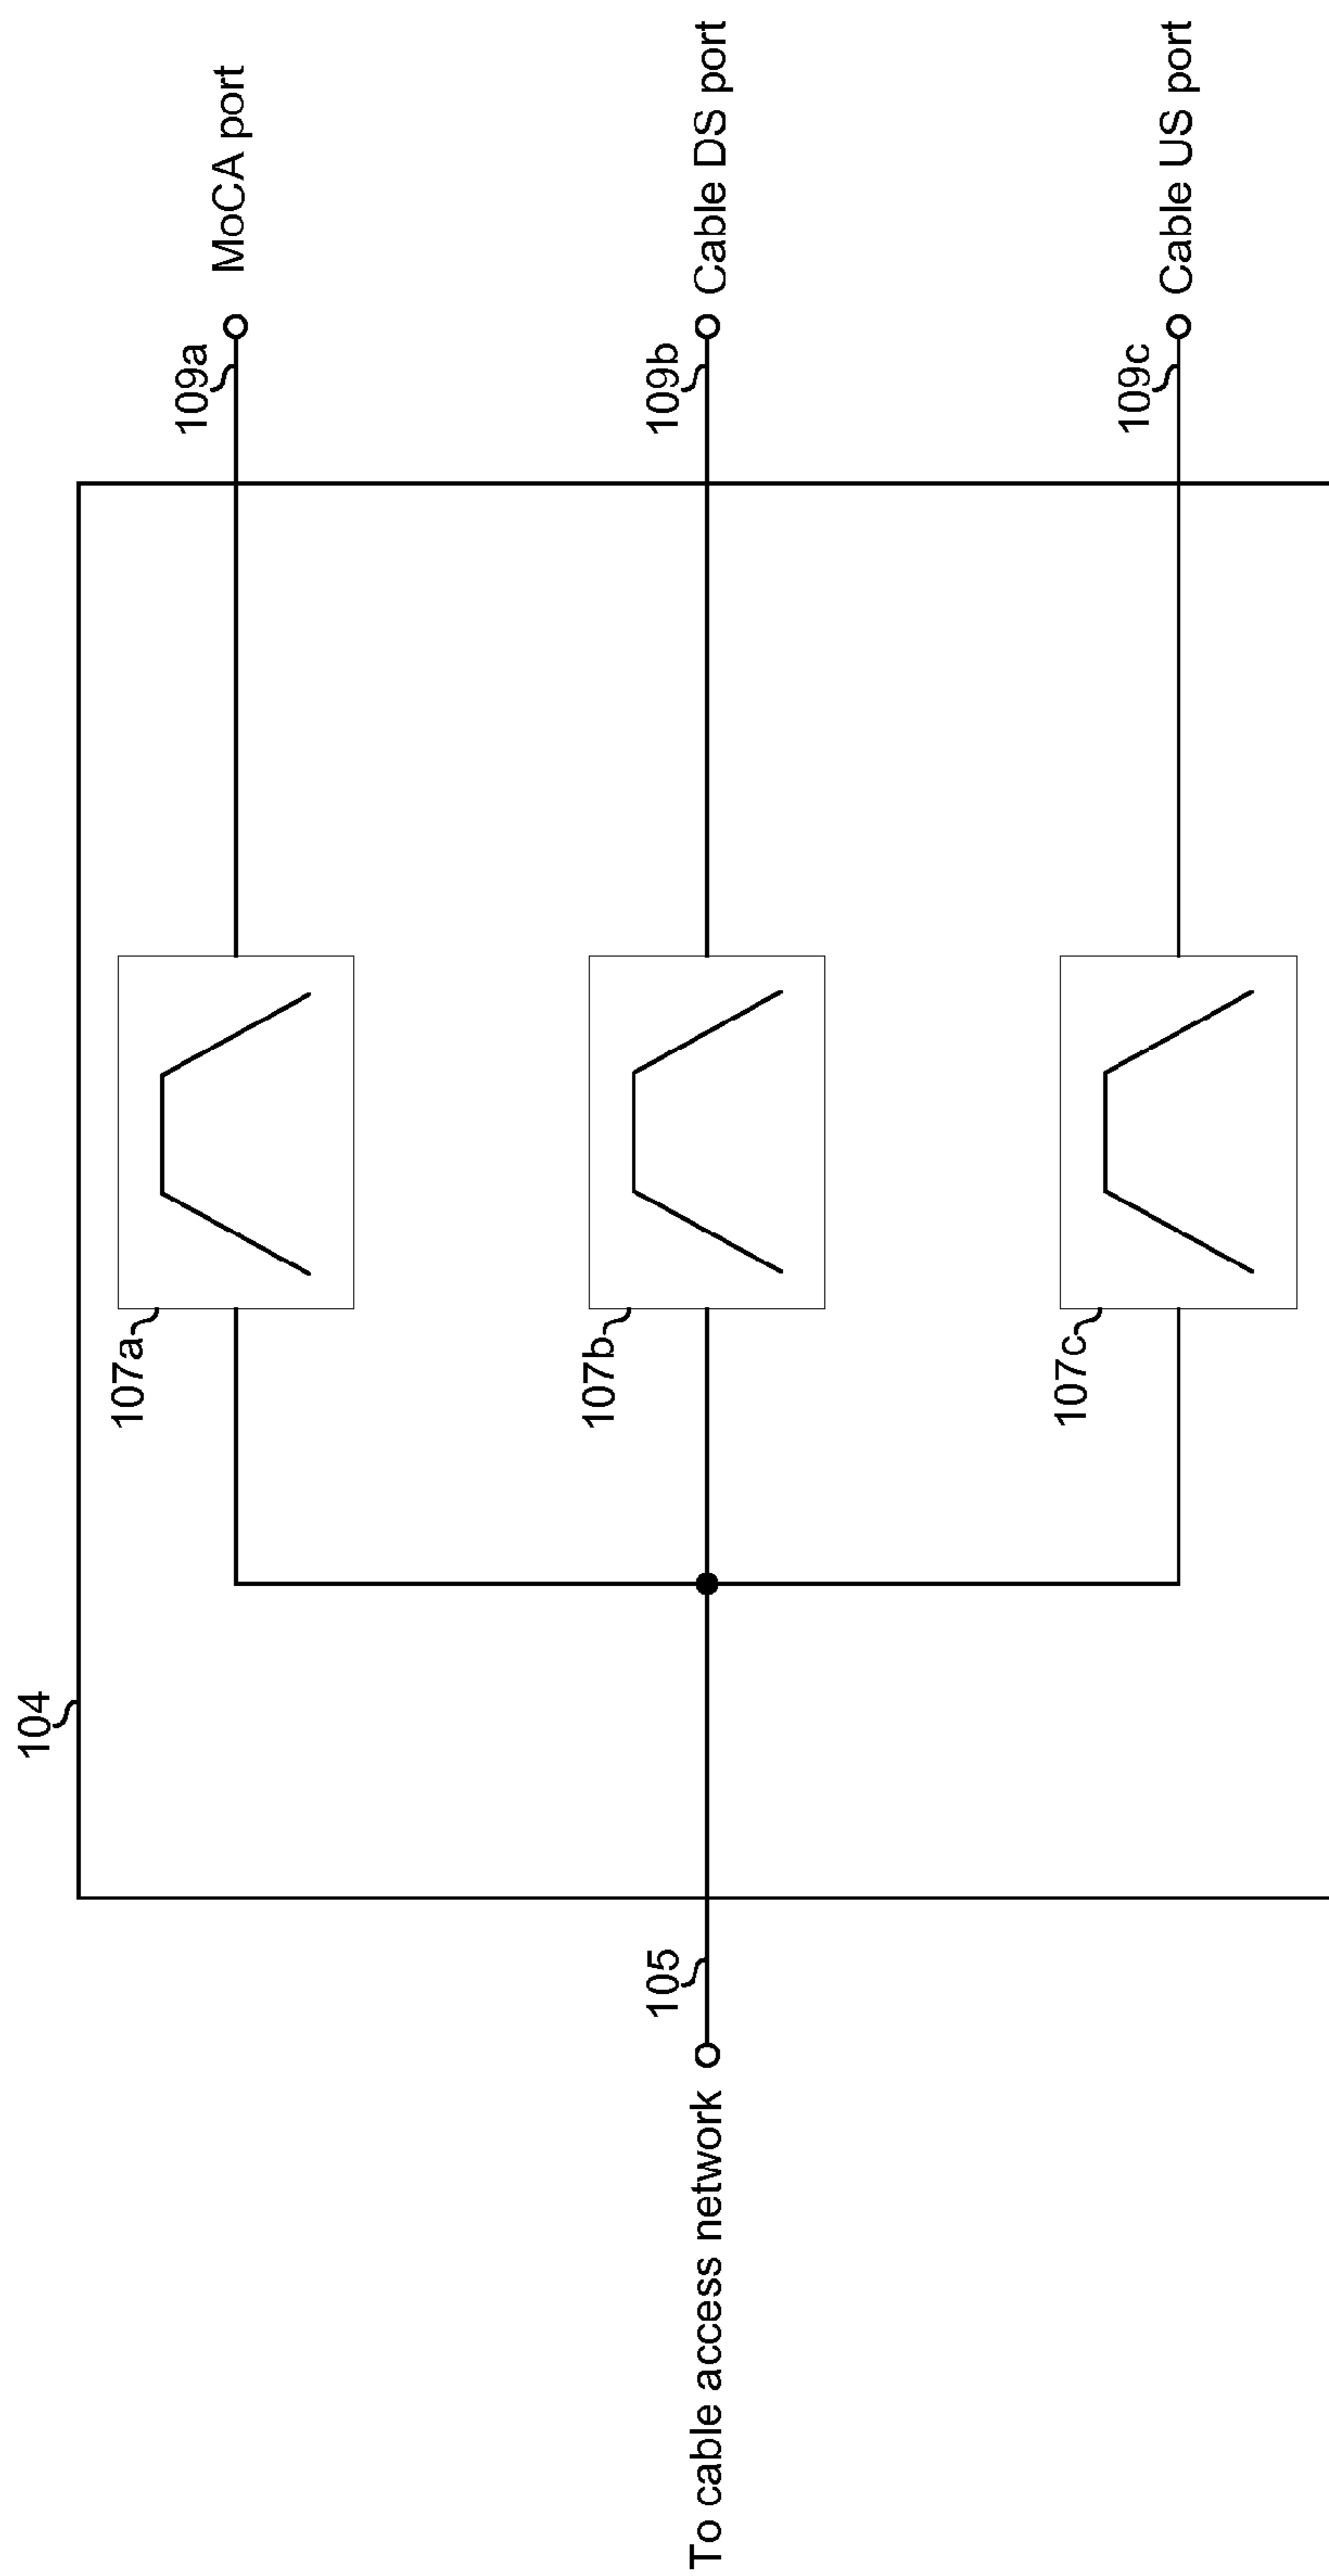 104
To cable access network
105
107a
109a
MoCA port
107b
109b
Cable DS port
107c
109c
Cable US port